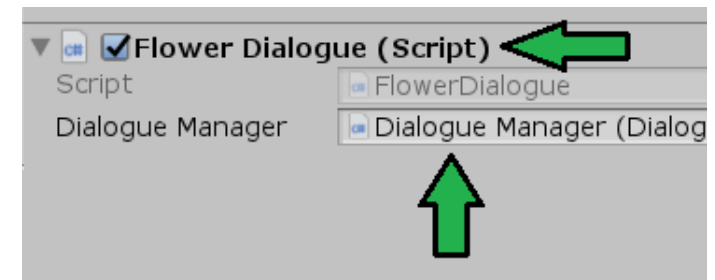 Flower Dialogue (Script)
Script FlowerDialogue
Dialogue Manager Dialogue Manager (Dialog